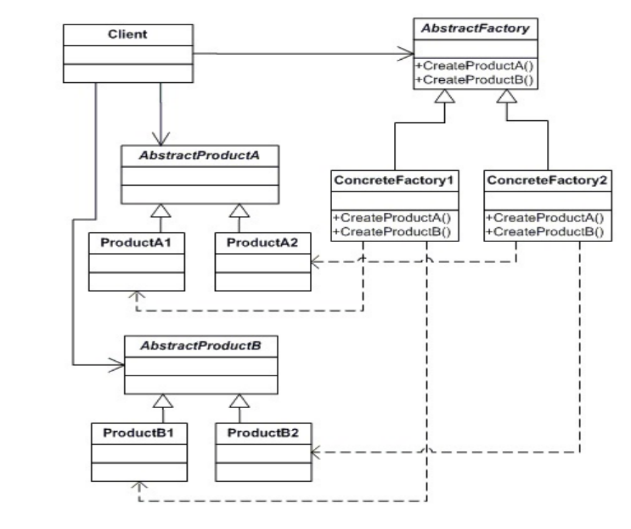 Client
AbstractFactory
+CreateProductA()
+CreateProductB()
AbstractProductA
ConcreteFactory1
+CreateProductA()
+CreateProductB()
ConcreteFactory2
+CreateProductA()
+CreateProductB()
ProductA1
ProductA2
AbstractProductB
ProductB1
ProductB2